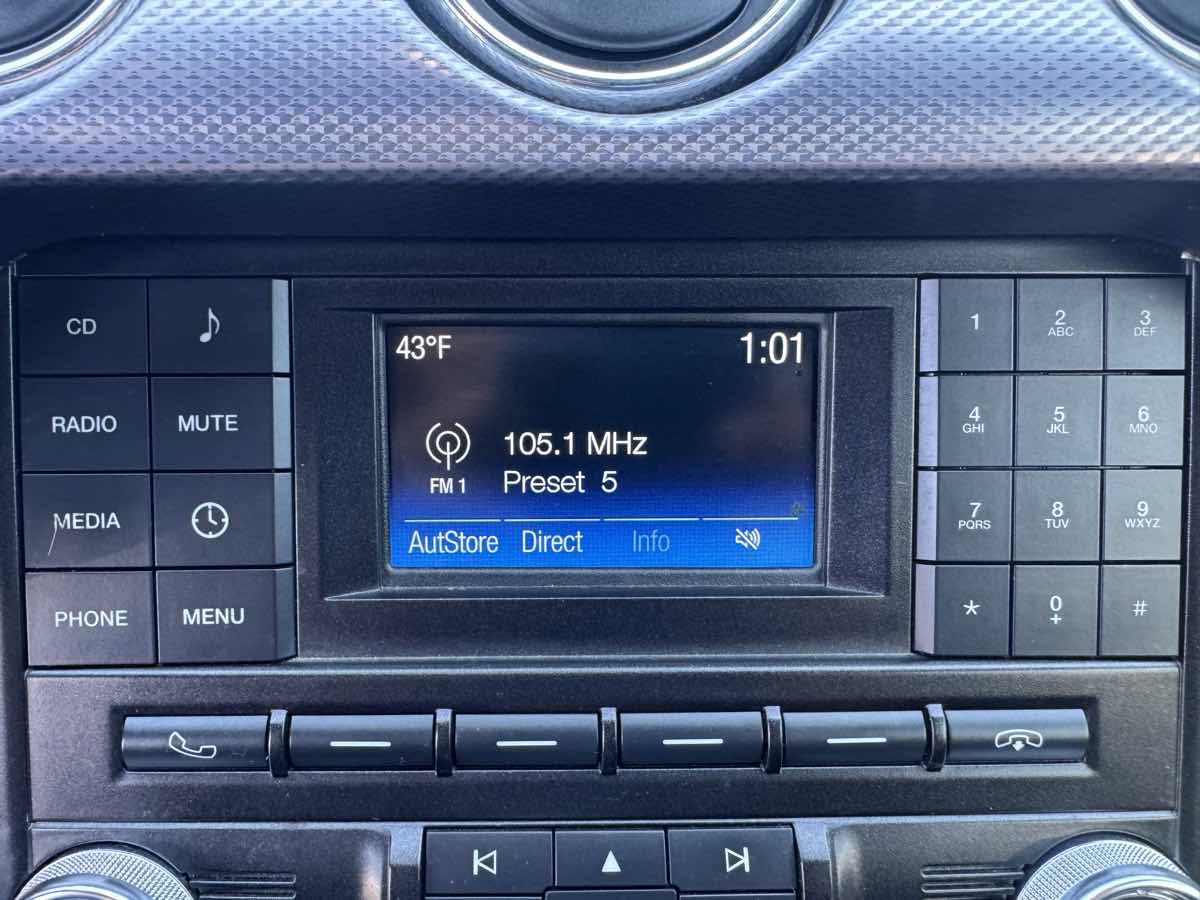 43°F 1:01
105.1 MHz
FM 1 Preset 5
AutStore Direct Info
CD
RADIO MUTE
MEDIA
PHONE MENU
1 2 ABC 3 DEF
4 GHI 5 JKL 6 MNO
7 PQRS 8 TUV 9 WXYZ
* 0 + #